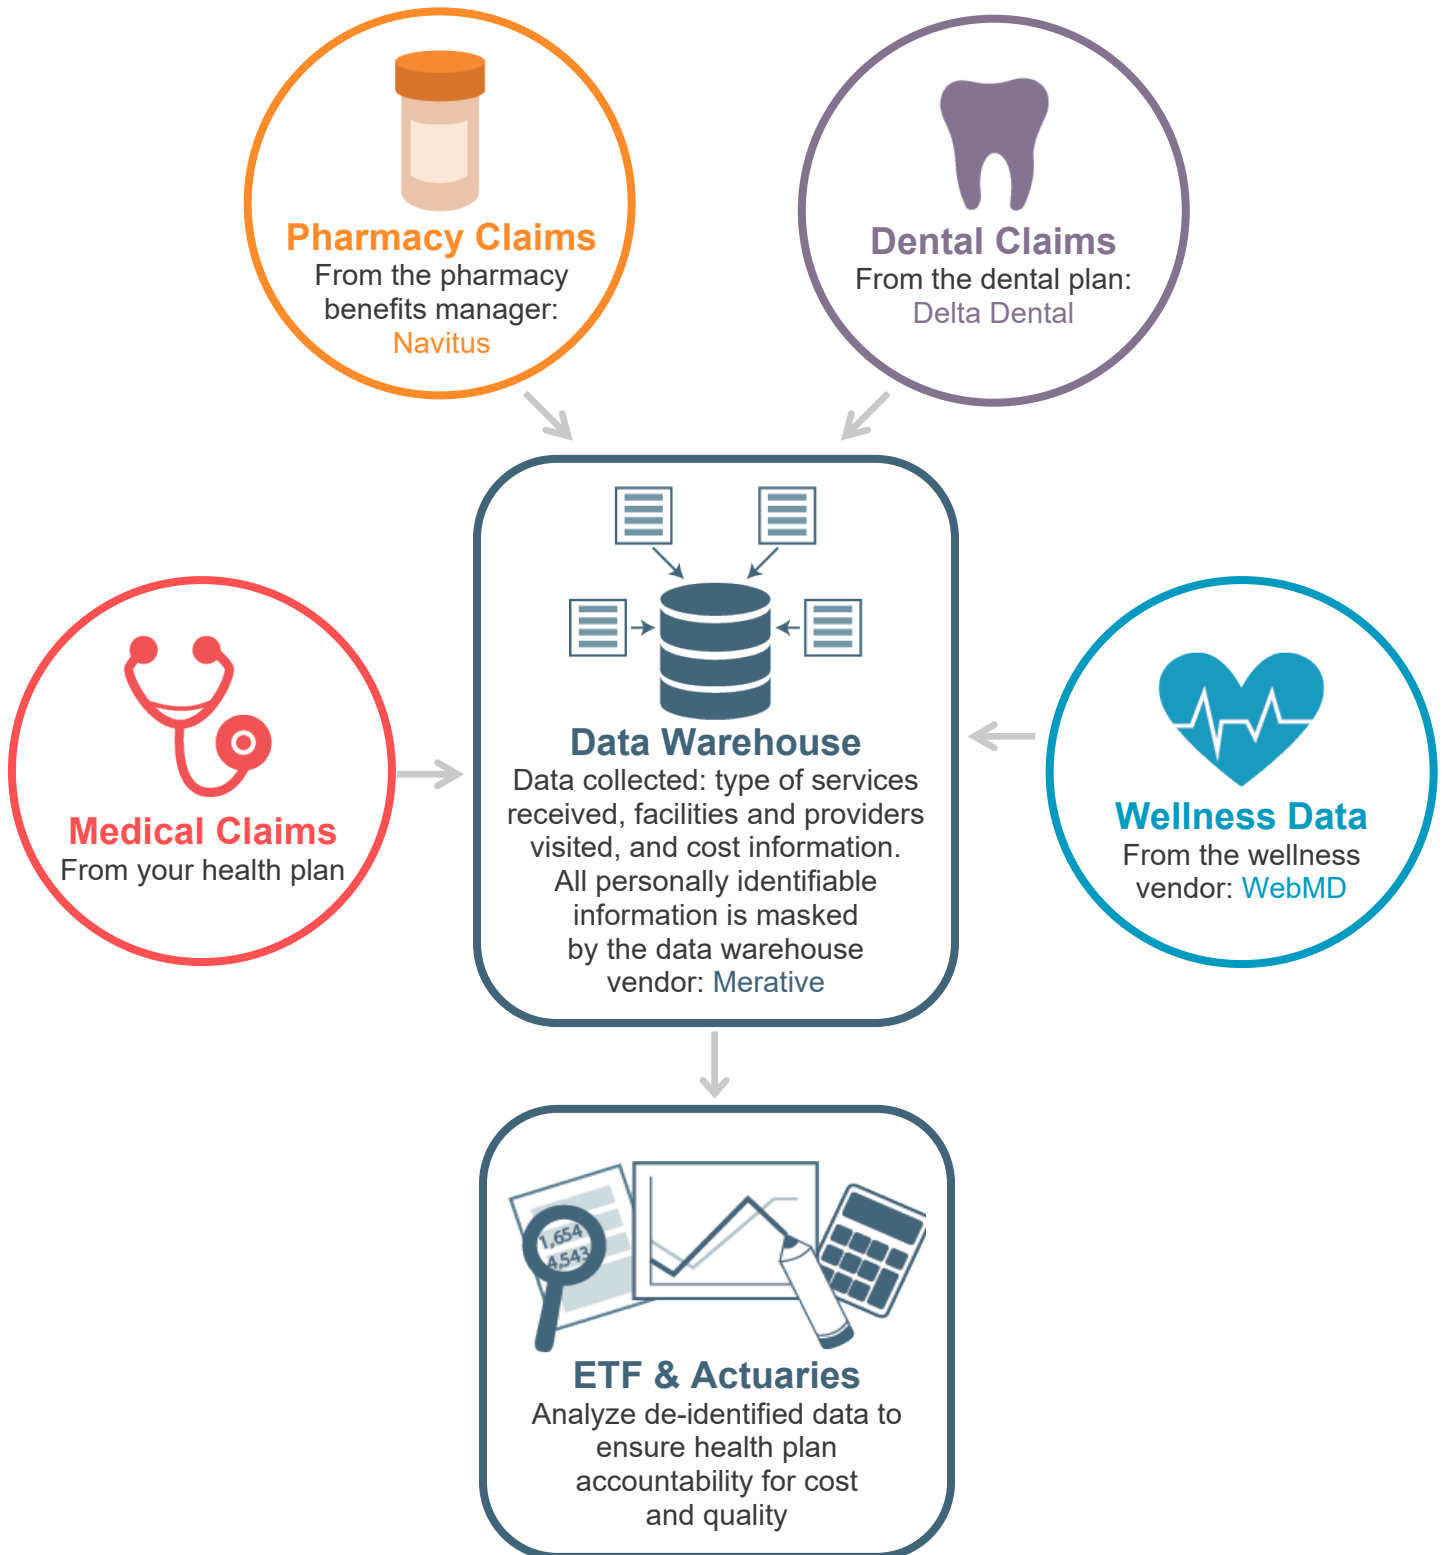 Pharmacy Claims
From the pharmacy
benefits manager:
Navitus
Dental Claims
From the dental plan:
Delta Dental
Medical Claims
From your health plan
Data Warehouse
Data collected: type of services
received, facilities and providers
visited, and cost information.
All personally identifiable
information is masked
by the data warehouse
vendor: Merative
Wellness Data
From the wellness
vendor: WebMD
1,654
4,543
ETF & Actuaries
Analyze de-identified data to
ensure health plan
accountability for cost
and quality